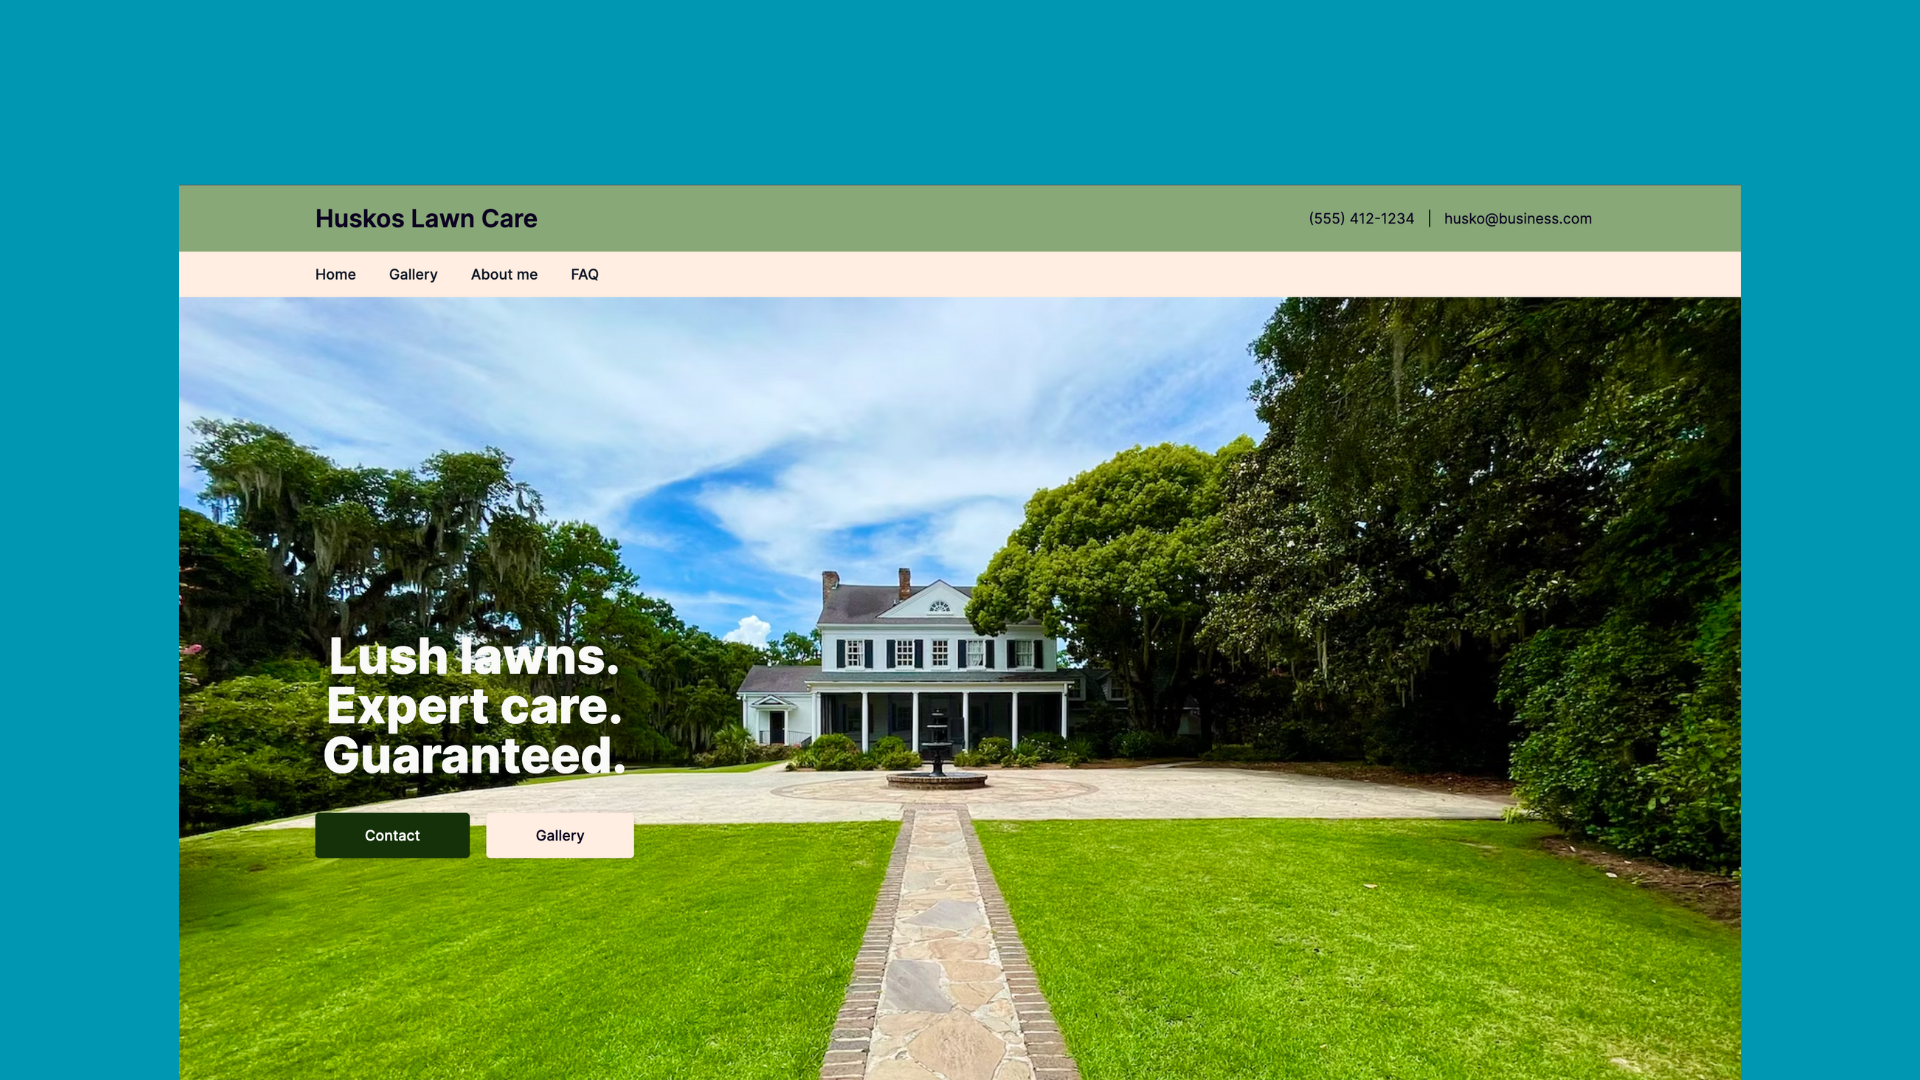 Huskos Lawn Care
(555) 412-1234 | husko@business.com
Home Gallery About me FAQ
Lush lawns.
Expert care.
Guaranteed.
Contact Gallery